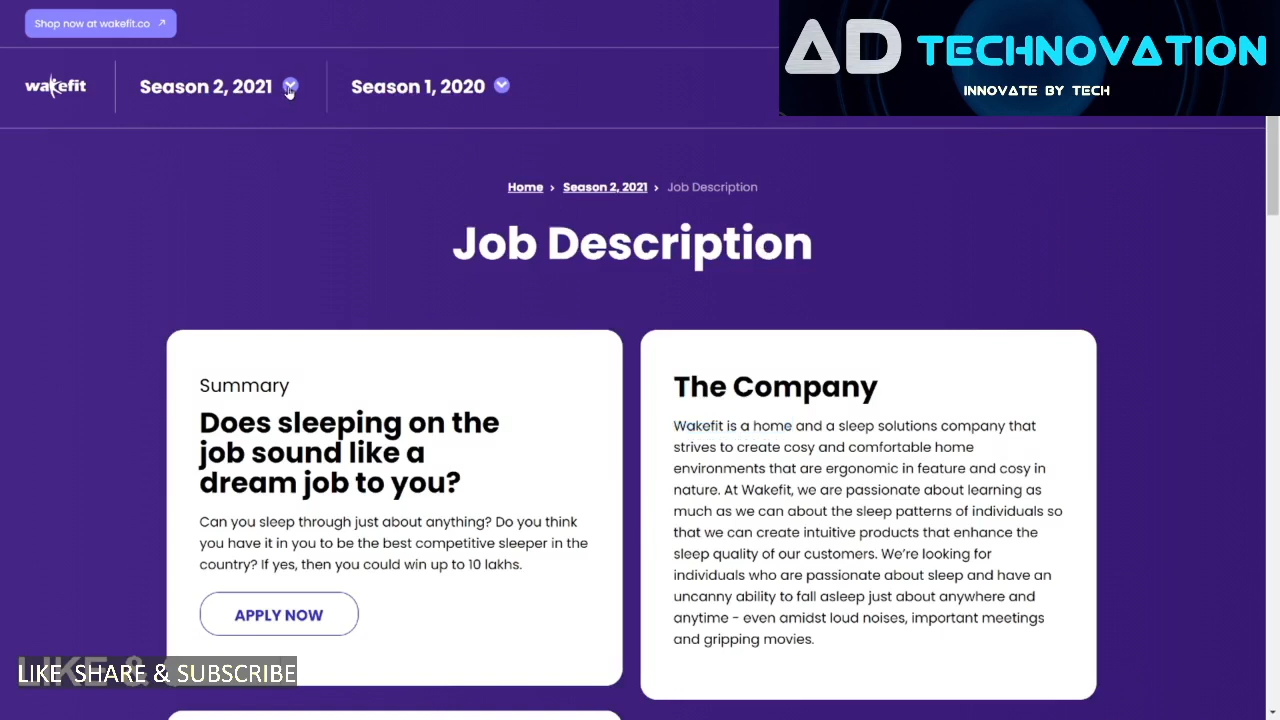 Shop now at wakefit.co
AD TECHNOVATION
INNOVATE BY TECH
wakefit
Season 2, 2021
Season 1, 2020
Home › Season 2, 2021 › Job Description
Job Description
Summary
Does sleeping on the
job sound like a
dream job to you?
Can you sleep through just about anything? Do you think
you have it in you to be the best competitive sleeper in the
country? If yes, then you could win up to 10 lakhs.
APPLY NOW
The Company
Wakefit is a home and a sleep solutions company that
strives to create cosy and comfortable home
environments that are ergonomic in feature and cosy in
nature. At Wakefit, we are passionate about learning as
much as we can about the sleep patterns of individuals so
that we can create intuitive products that enhance the
sleep quality of our customers. We’re looking for
individuals who are passionate about sleep and have an
uncanny ability to fall asleep just about anywhere and
anytime - even amidst loud noises, important meetings
and gripping movies.
LIKE SHARE & SUBSCRIBE